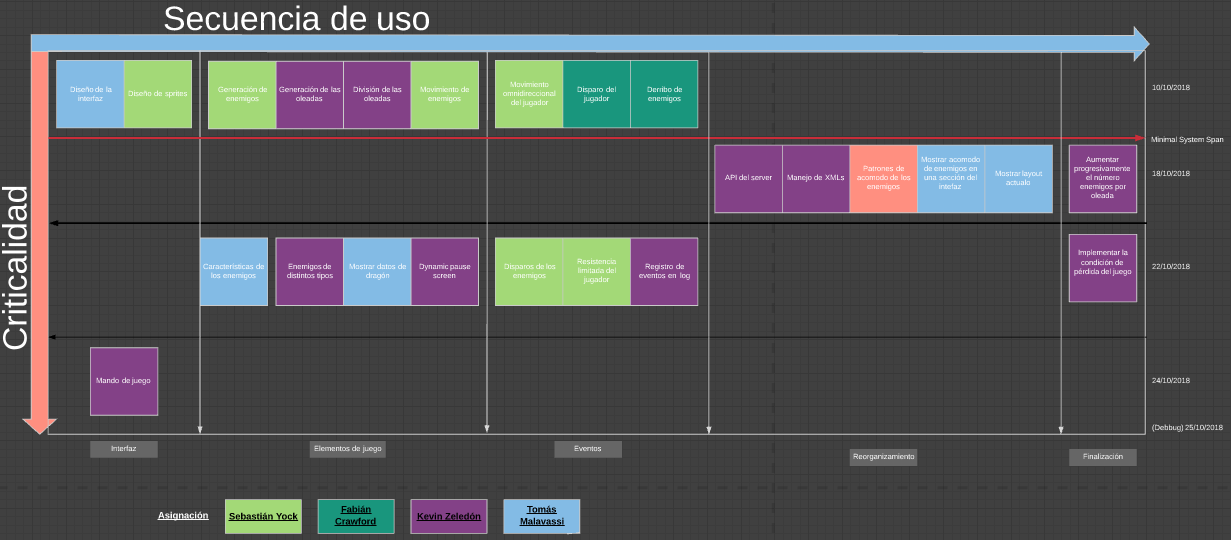 Secuencia de uso
Criticalidad
Diseño de la
interfaz
Diseño de sprites
Generación de
enemigos
Generación de las
oleadas
División de las
oleadas
Movimiento de
enemigos
Movimiento
omnidireccional
del jugador
Disparo del
jugador
Derribo de
enemigos
10/10/2018
Minimal System Span
API del server
Manejo de XMLs
Patrones de
acomodo de los
enemigos
Mostrar acomodo
de enemigos en
una sección del
intefaz
Mostrar layout
actualo
Aumentar
progresivamente
el número
enemigos por
oleada
18/10/2018
Características de
los enemigos
Enemigos de
distintos tipos
Mostrar datos de
dragón
Dynamic pause
screen
Disparos de los
enemigos
Resistencia
limitada del
jugador
Registro de
eventos en log
Implementar la
condición de
pérdida del juego
22/10/2018
Mando de juego
24/10/2018
(Debbug) 25/10/2018
Interfaz
Elementos de juego
Eventos
Reorganizamiento
Finalización
Asignación
Sebastián Yock
Fabián
Crawford
Kevin Zeledón
Tomás
Malavassi